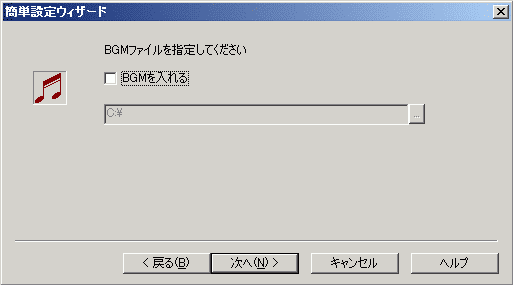 簡単設定ウィザード
BGMファイルを指定してください
BGMを入れる
C:¥
...
< 戻る(B)
次へ(N) >
キャンセル
ヘルプ